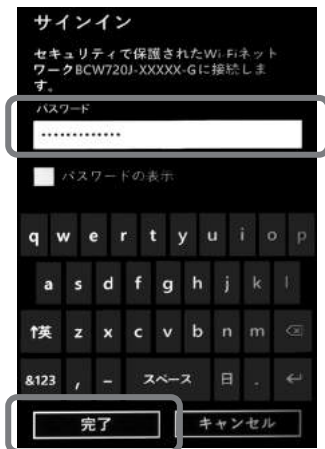 サインイン
セキュリティで保護されたWi-Fiネット
ワークBCW720J-XXXXX-Gに接続しま
す。
パスワード
•••••••••••••
パスワードの表示
q w e r t y u i o p
a s d f g h j k l
↑英 z x c v b n m
&123 , – スペース 日 . ↵
完了 キャンセル